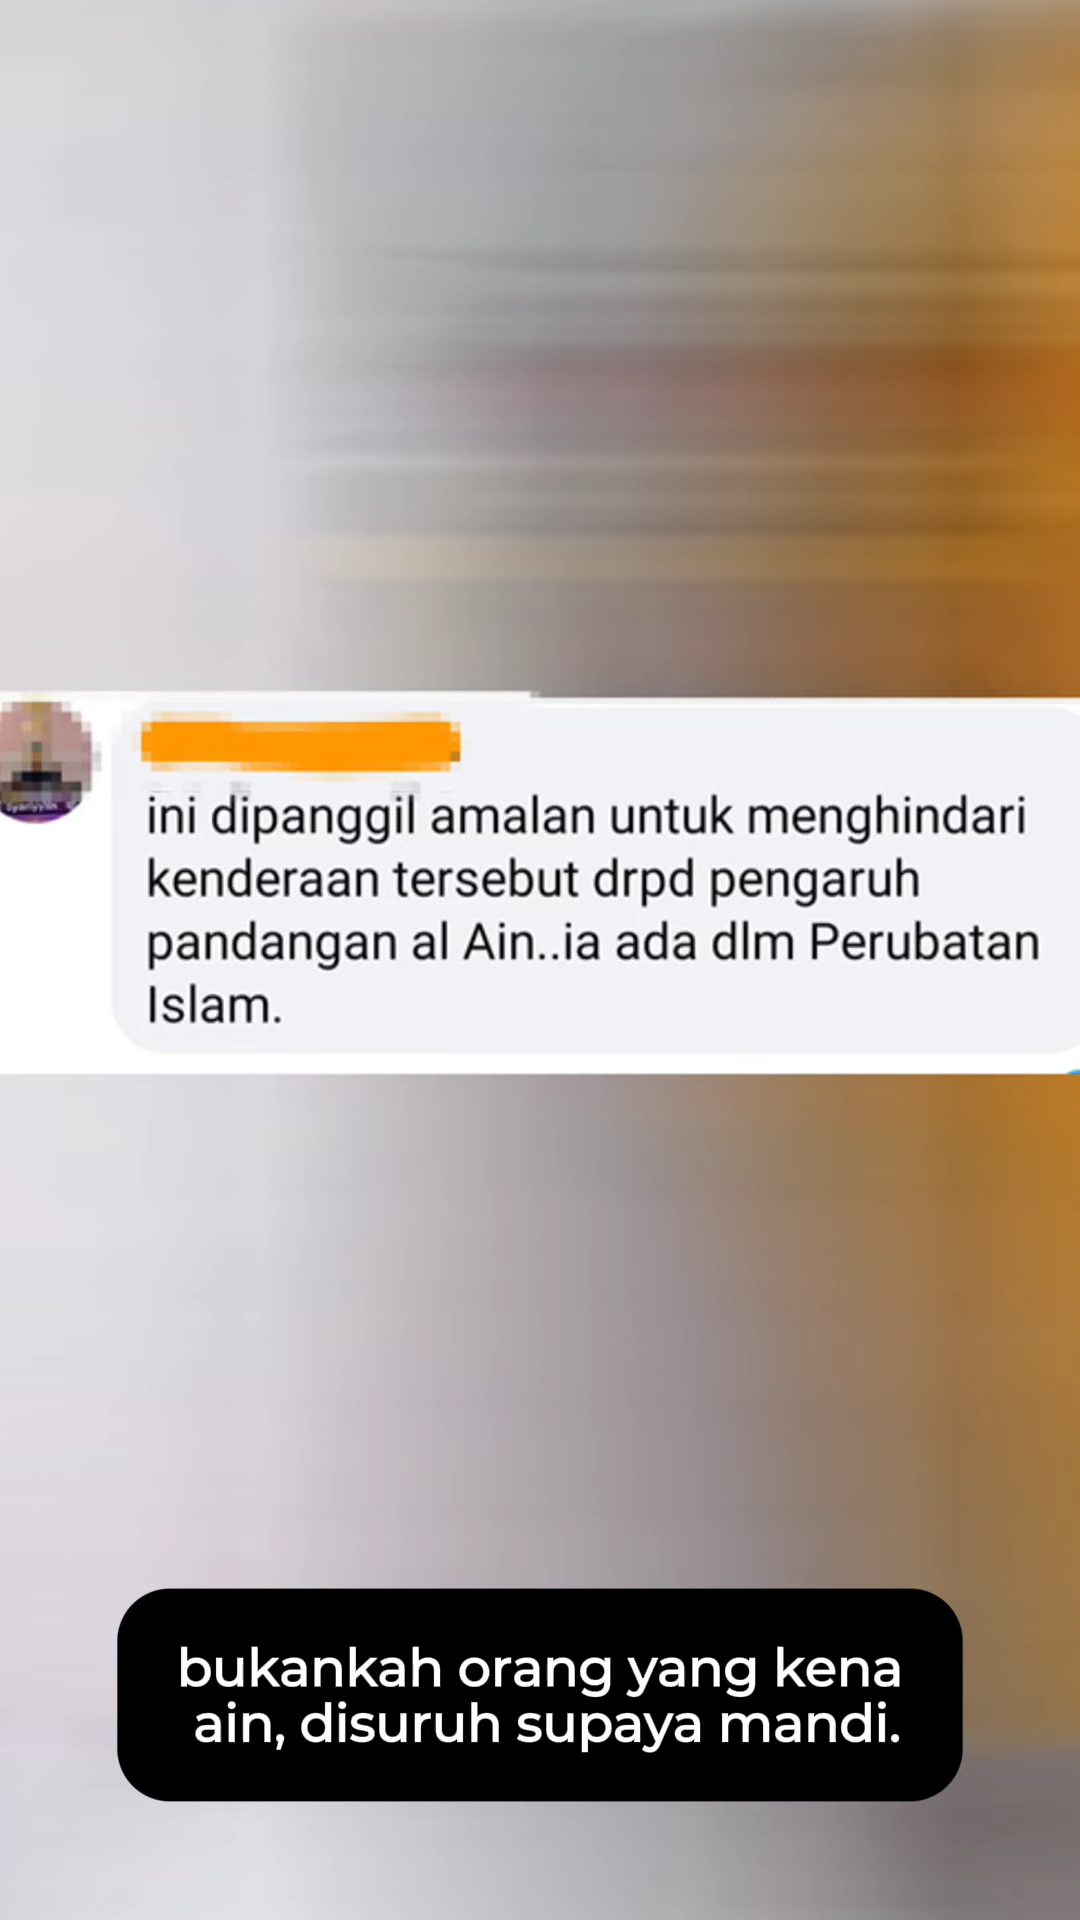 ini dipanggil amalan untuk menghindari
kenderaan tersebut drpd pengaruh
pandangan al Ain..ia ada dlm Perubatan
Islam.
bukankah orang yang kena
ain, disuruh supaya mandi.